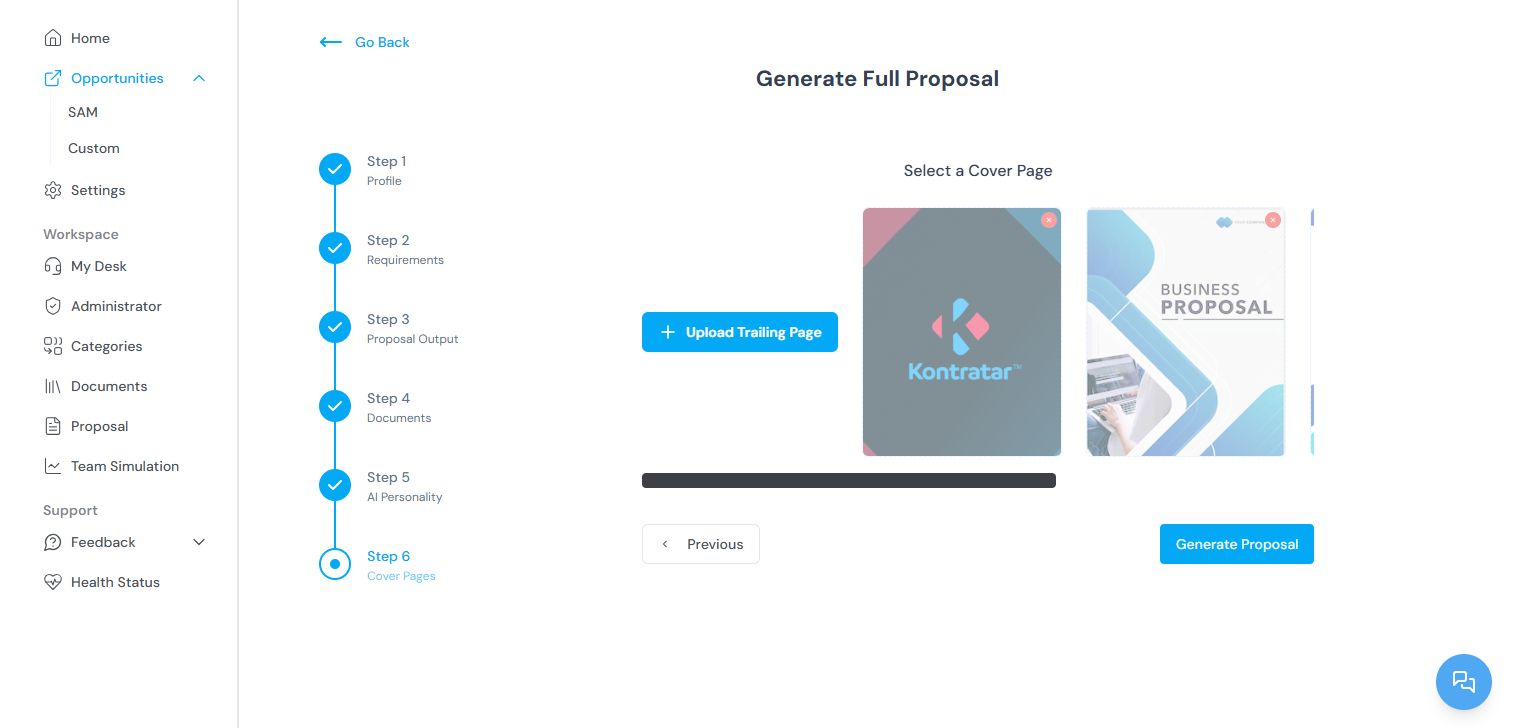 Home
Opportunities
SAM
Custom
Settings
Workspace
My Desk
Administrator
Categories
Documents
Proposal
Team Simulation
Support
Feedback
Health Status
Go Back
Generate Full Proposal
Step 1
Profile
Step 2
Requirements
Step 3
Proposal Output
Step 4
Documents
Step 5
AI Personality
Step 6
Cover Pages
Select a Cover Page
Upload Trailing Page
Kontratar™
BUSINESS
PROPOSAL
Previous
Generate Proposal